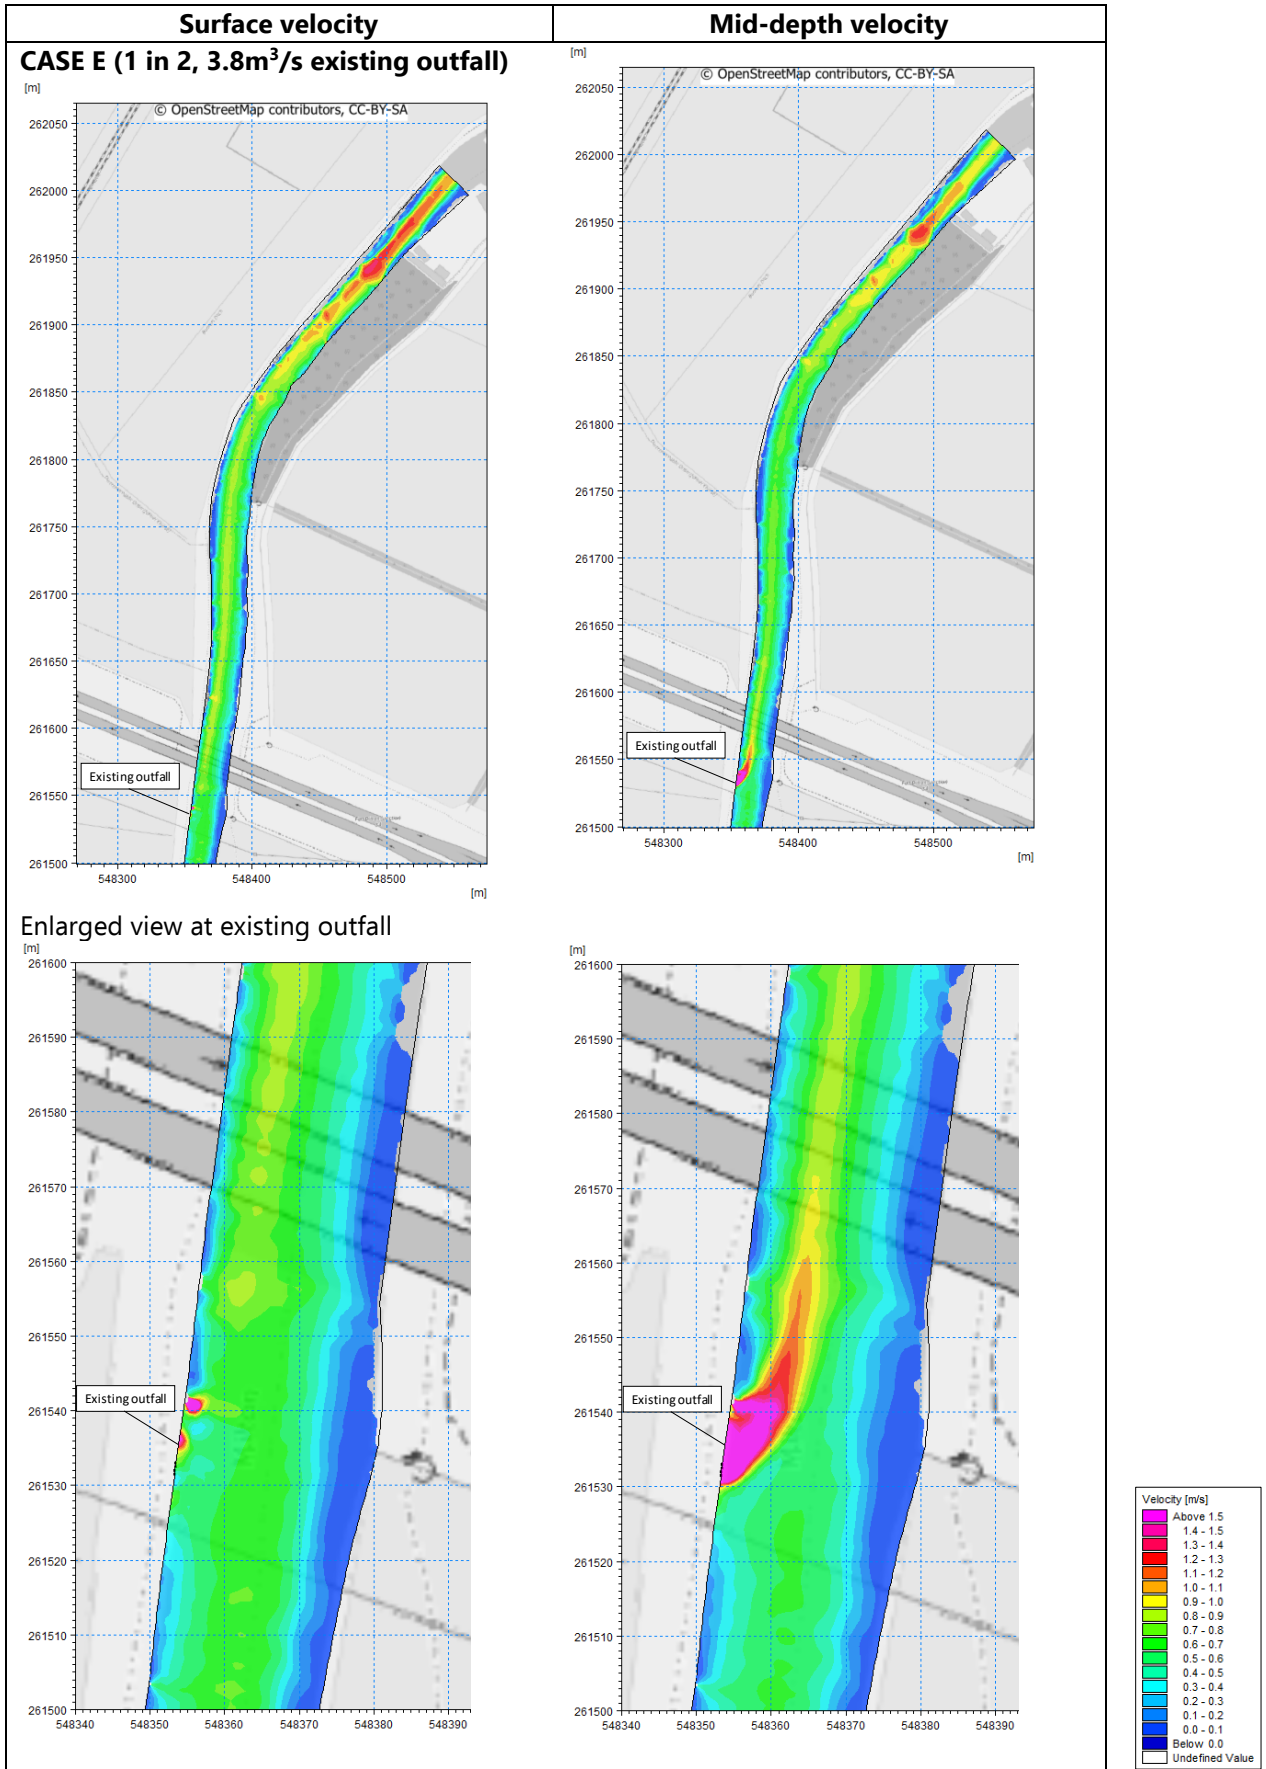 Surface velocity
Mid-depth velocity
CASE E (1 in 2, 3.8m³/s existing outfall)
[m]
© OpenStreetMap contributors, CC-BY-SA
262050
262000
261950
261900
261850
261800
261750
261700
261650
261600
261550
261500
Existing outfall
548300
548400
548500
[m]
[m]
© OpenStreetMap contributors, CC-BY-SA
262050
262000
261950
261900
261850
261800
261750
261700
261650
261600
261550
261500
Existing outfall
548300
548400
548500
[m]
Enlarged view at existing outfall
[m]
261600
261590
261580
261570
261560
261550
261540
261530
261520
261510
261500
Existing outfall
548340
548350
548360
548370
548380
548390
[m]
261600
261590
261580
261570
261560
261550
261540
261530
261520
261510
261500
Existing outfall
548340
548350
548360
548370
548380
548390
Velocity [m/s]
Above 1.5
1.4 - 1.5
1.3 - 1.4
1.2 - 1.3
1.1 - 1.2
1.0 - 1.1
0.9 - 1.0
0.8 - 0.9
0.7 - 0.8
0.6 - 0.7
0.5 - 0.6
0.4 - 0.5
0.3 - 0.4
0.2 - 0.3
0.1 - 0.2
0.0 - 0.1
Below 0.0
Undefined Value